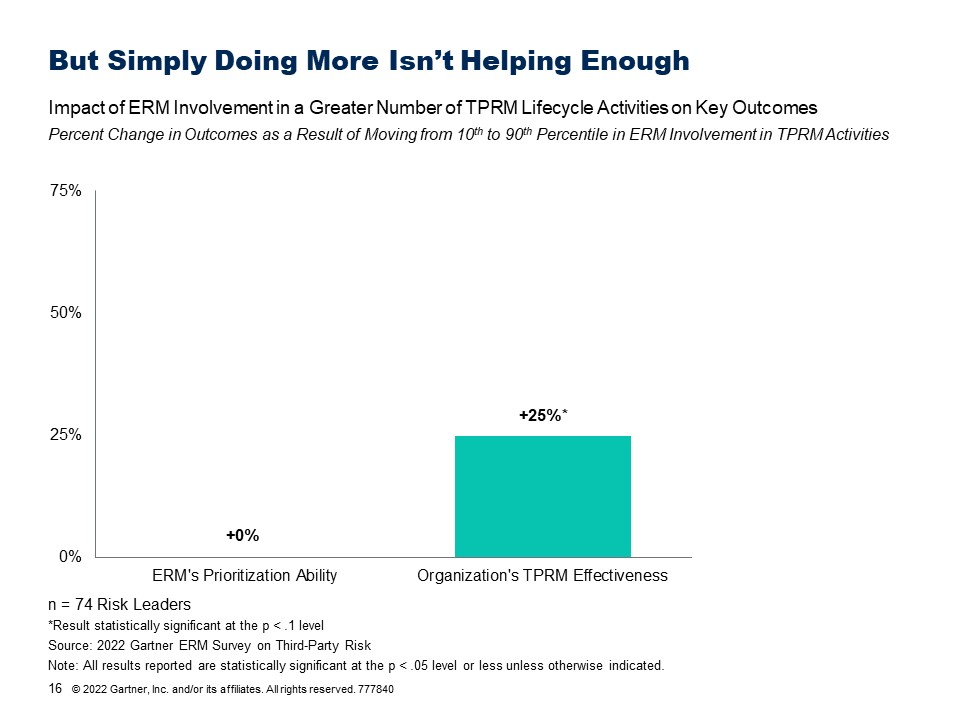 But Simply Doing More Isn’t Helping Enough
Impact of ERM Involvement in a Greater Number of TPRM Lifecycle Activities on Key Outcomes
Percent Change in Outcomes as a Result of Moving from 10th to 90th Percentile in ERM Involvement in TPRM Activities
75%
50%
25%
0%
+0%
+25%*
ERM's Prioritization Ability
Organization's TPRM Effectiveness
n = 74 Risk Leaders
*Result statistically significant at the p < .1 level
Source: 2022 Gartner ERM Survey on Third-Party Risk
Note: All results reported are statistically significant at the p < .05 level or less unless otherwise indicated.
16 © 2022 Gartner, Inc. and/or its affiliates. All rights reserved. 777840